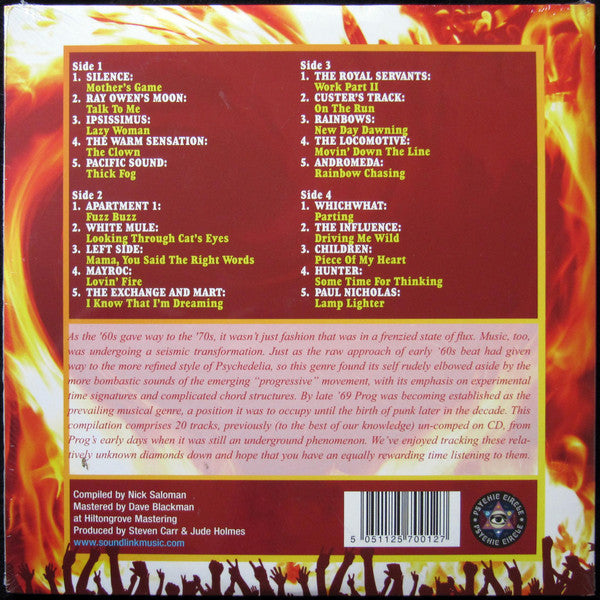 Side 1
1. SILENCE:
Mother's Game
2. RAY OWEN'S MOON:
Talk To Me
3. IPSISSIMUS:
Lazy Woman
4. THE WARM SENSATION:
The Clown
5. PACIFIC SOUND:
Thick Fog
Side 2
1. APARTMENT 1:
Fuzz Buzz
2. WHITE MULE:
Looking Through Cat's Eyes
3. LEFT SIDE:
Mama, You Said The Right Words
4. MAYROC:
Lovin' Fire
5. THE EXCHANGE AND MART:
I Know That I'm Dreaming
Side 3
1. THE ROYAL SERVANTS:
Work Part II
2. CUSTER'S TRACK:
On The Run
3. RAINBOWS:
New Day Dawning
4. THE LOCOMOTIVE:
Movin' Down The Line
5. ANDROMEDA:
Rainbow Chasing
Side 4
1. WHICHWHAT:
Parting
2. THE INFLUENCE:
Driving Me Wild
3. CHILDREN:
Piece Of My Heart
4. HUNTER:
Some Time For Thinking
5. PAUL NICHOLAS:
Lamp Lighter
As the '60s gave way to the '70s, it wasn't just fashion that was in a frenzied state of flux. Music, too,
was undergoing a seismic transformation. Just as the raw approach of early '60s beat had given
way to the more refined style of Psychedelia, so this genre found its self rudely elbowed aside by the
more bombastic sounds of the emerging "progressive" movement, with its emphasis on experimental
time signatures and complicated chord structures. By late '69 Prog was becoming established as the
prevailing musical genre, a position it was to occupy until the birth of punk later in the decade. This
compilation comprises 20 tracks, previously (to the best of our knowledge) un-comped on CD, from
Prog's early days when it was still an underground phenomenon. We've enjoyed tracking these rela-
tively unknown diamonds down and hope that you have an equally rewarding time listening to them.
Compiled by Nick Saloman
Mastered by Dave Blackman
at Hiltongrove Mastering
Produced by Steven Carr & Jude Holmes
www.soundlinkmusic.com
5 051125 700127
PSYCHIC CIRCLE
PSYCHIC CIRCLE